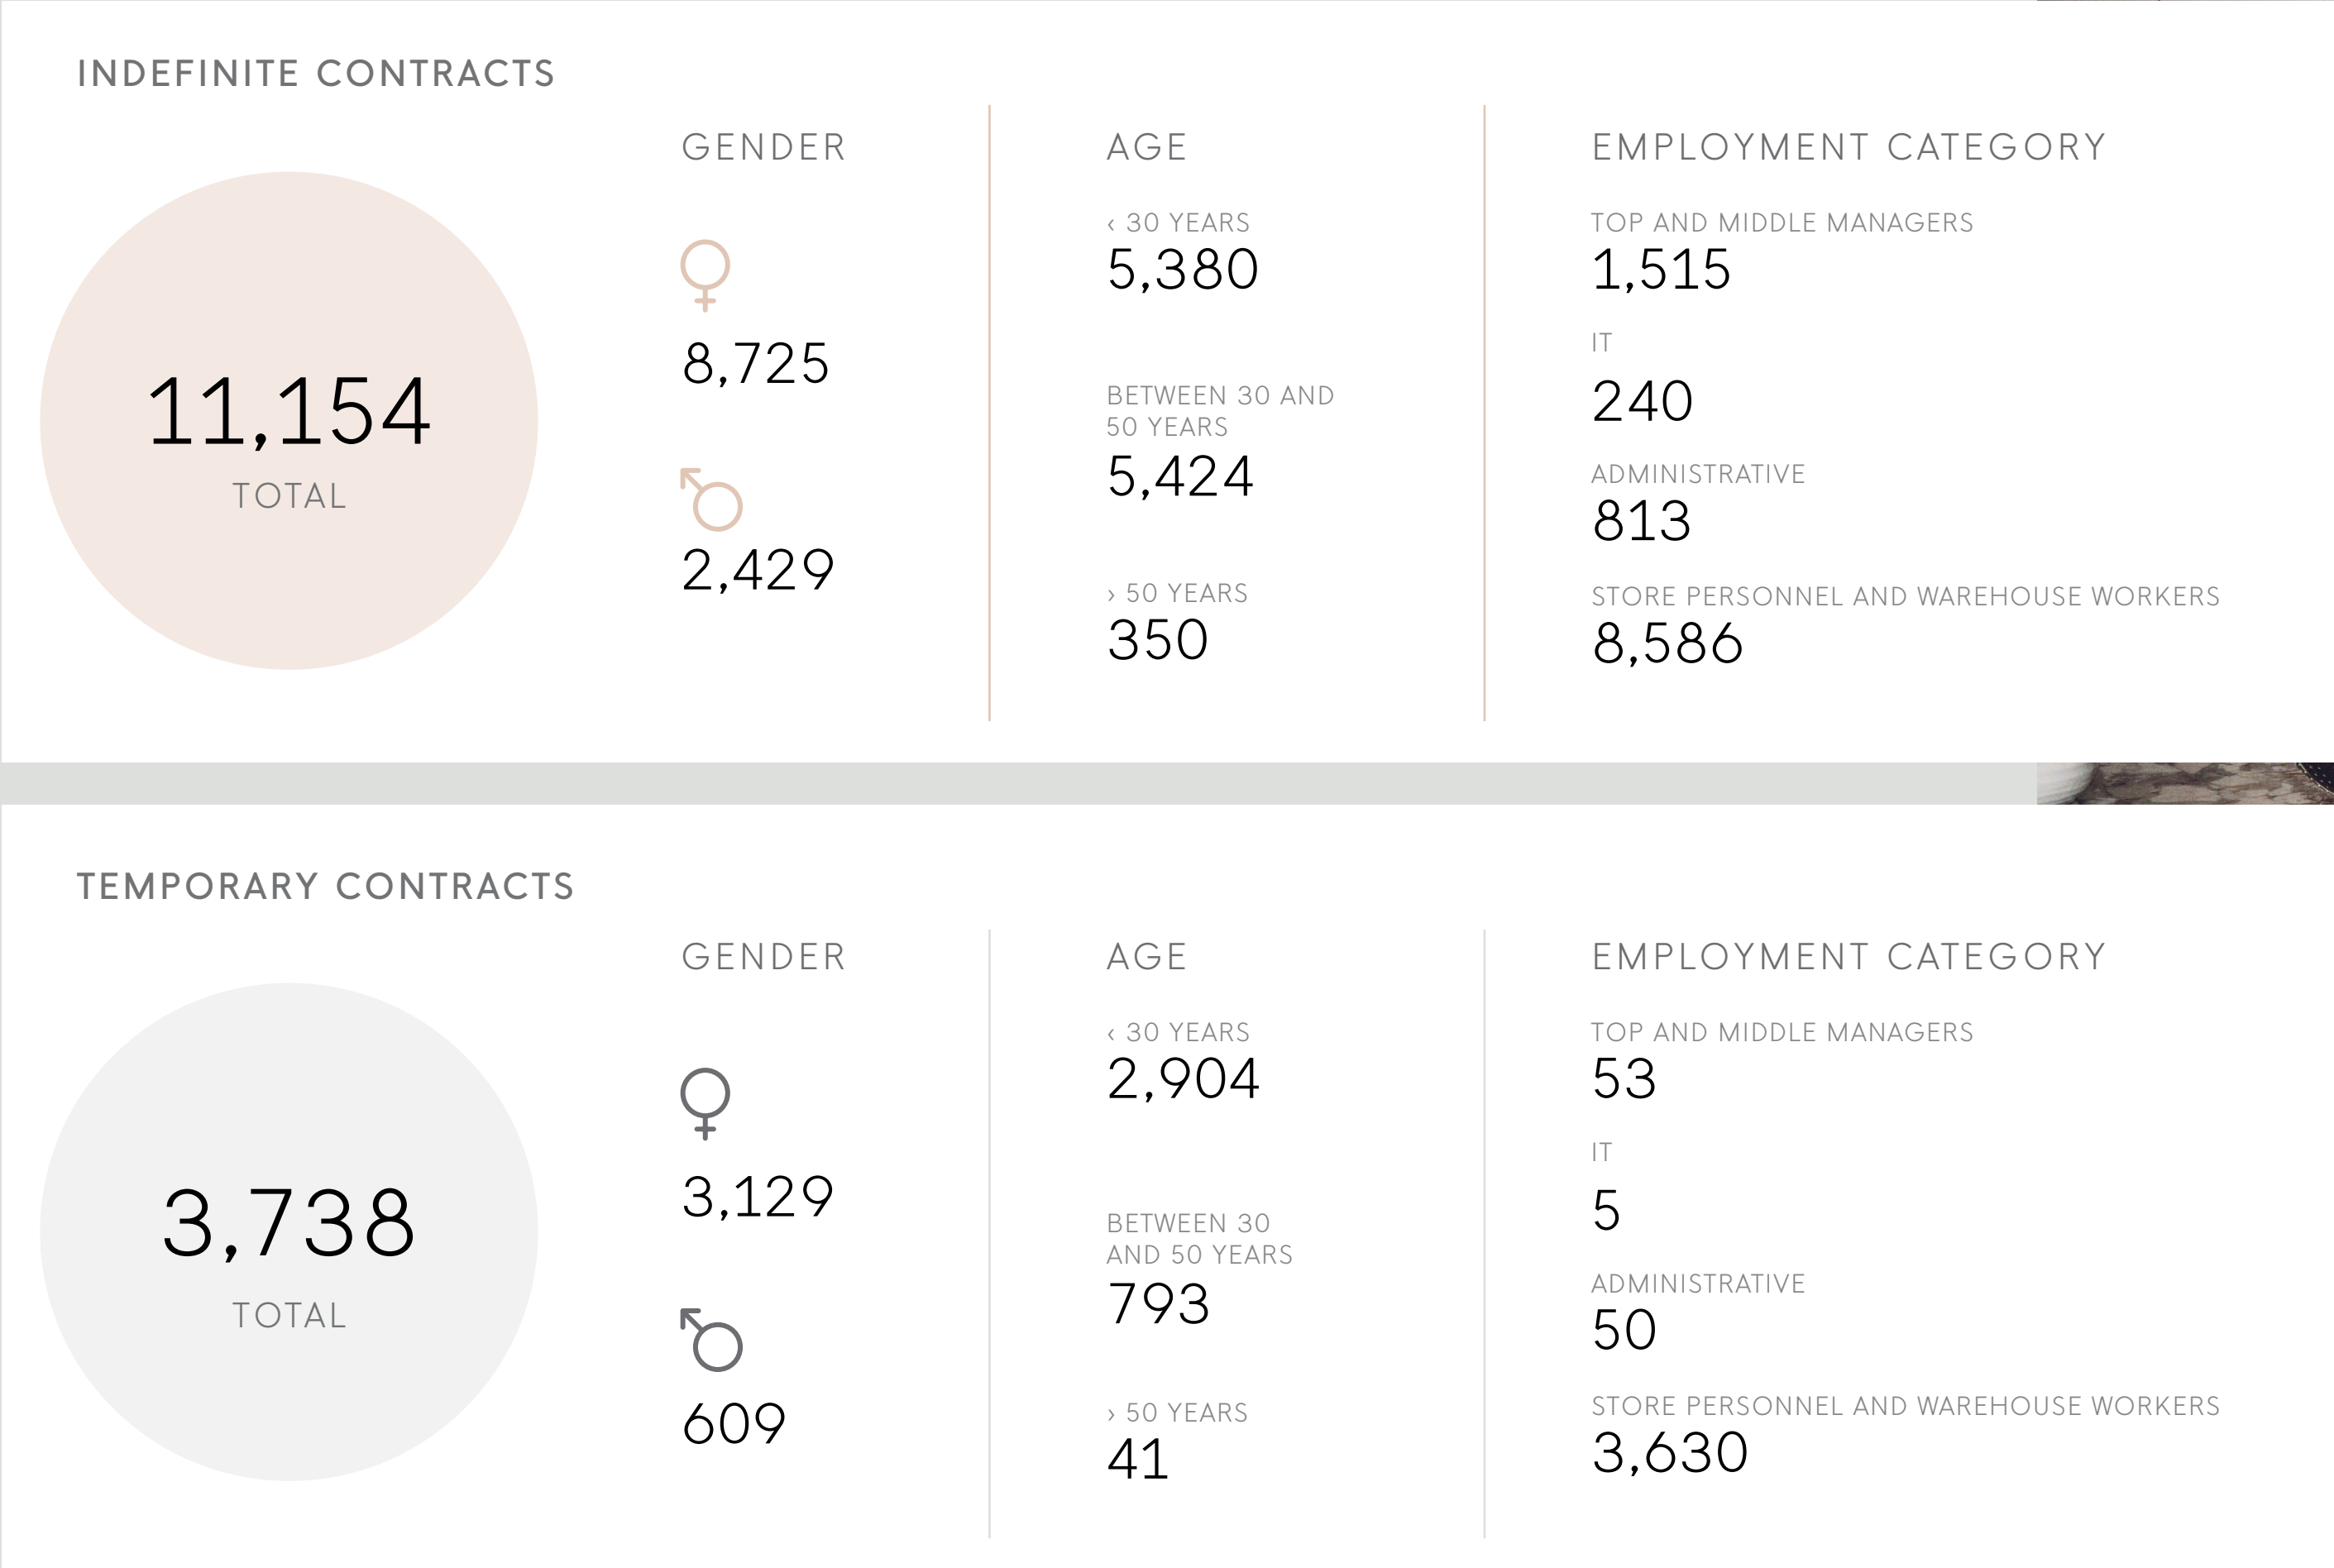 INDEFINITE CONTRACTS
11,154
TOTAL
GENDER
8,725
2,429
AGE
‹ 30 YEARS
5,380
BETWEEN 30 AND
50 YEARS
5,424
› 50 YEARS
350
EMPLOYMENT CATEGORY
TOP AND MIDDLE MANAGERS
1,515
IT
240
ADMINISTRATIVE
813
STORE PERSONNEL AND WAREHOUSE WORKERS
8,586
TEMPORARY CONTRACTS
3,738
TOTAL
GENDER
3,129
609
AGE
‹ 30 YEARS
2,904
BETWEEN 30
AND 50 YEARS
793
› 50 YEARS
41
EMPLOYMENT CATEGORY
TOP AND MIDDLE MANAGERS
53
IT
5
ADMINISTRATIVE
50
STORE PERSONNEL AND WAREHOUSE WORKERS
3,630